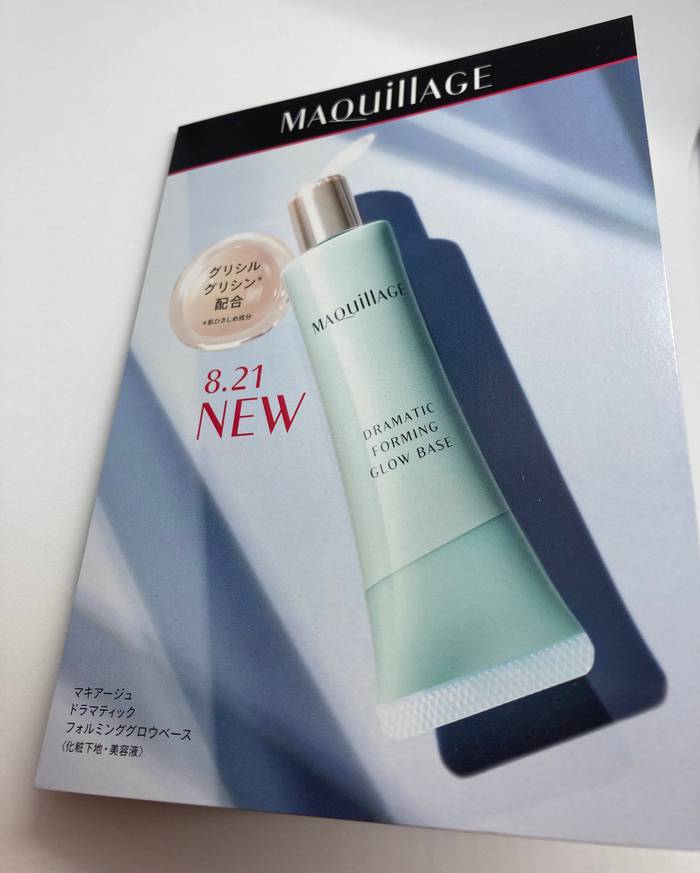 MAQuillAGE
グリシル
グリシン*
配合
*肌ひきしめ成分
MAQuillAGE
8.21
NEW
DRAMATIC
FORMING
GLOW BASE
マキアージュ
ドラマティック
フォルミンググロウベース
〈化粧下地・美容液〉